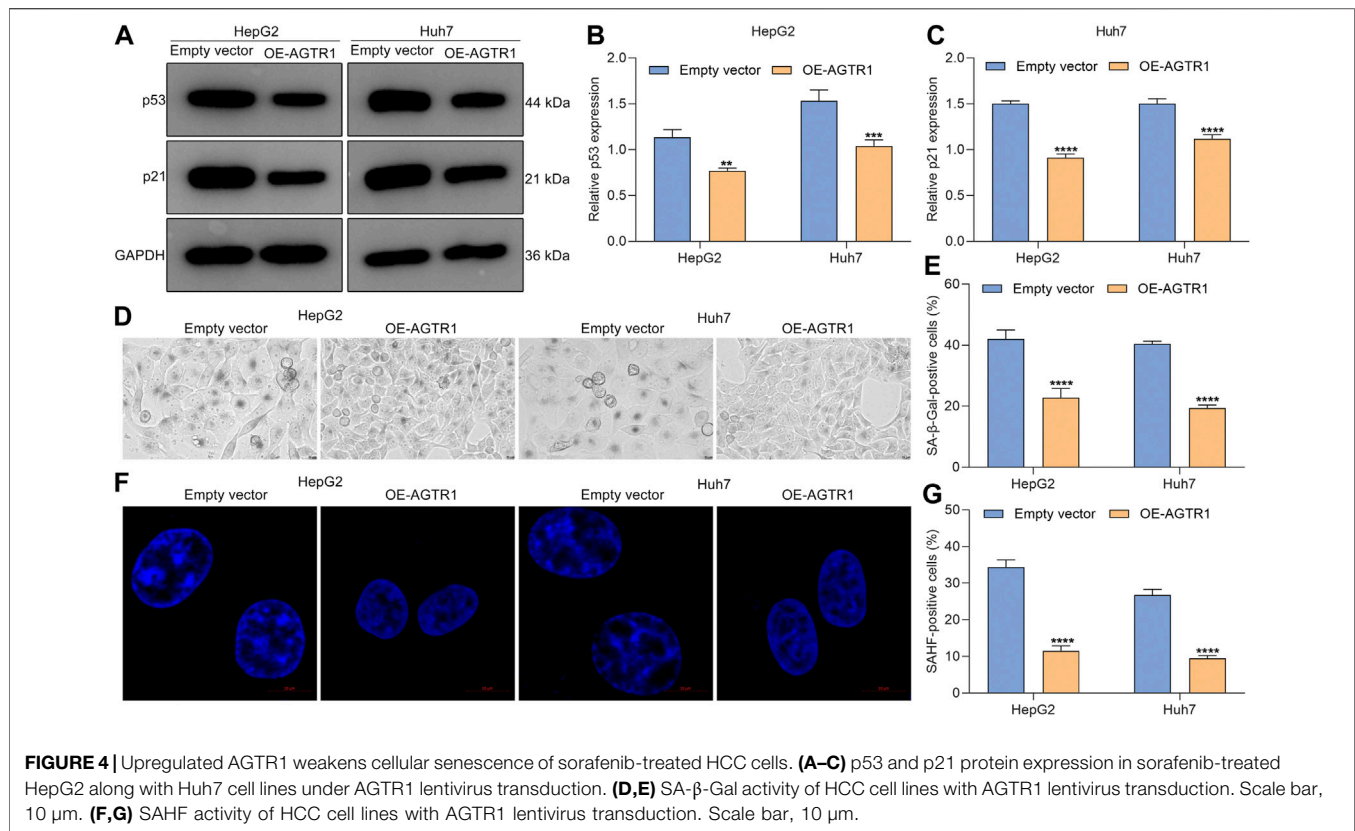 A
HepG2
Huh7
Empty vector
OE-AGTR1
Empty vector
OE-AGTR1
p53
44 kDa
p21
21 kDa
GAPDH
36 kDa
B
HepG2
Empty vector
OE-AGTR1
Relative p53 expression
2.0
1.5
1.0
0.5
0.0
**
***
HepG2
Huh7
C
Huh7
Empty vector
OE-AGTR1
Relative p21 expression
2.0
1.5
1.0
0.5
0.0
****
****
HepG2
Huh7
D
HepG2
Huh7
Empty vector
OE-AGTR1
Empty vector
OE-AGTR1
E
Empty vector
OE-AGTR1
SA-β-Gal-postive cells (%)
60
40
20
0
****
****
HepG2
Huh7
F
HepG2
Huh7
Empty vector
OE-AGTR1
Empty vector
OE-AGTR1
G
Empty vector
OE-AGTR1
SAHF-positive cells (%)
50
40
30
20
10
0
****
****
HepG2
Huh7
FIGURE 4 | Upregulated AGTR1 weakens cellular senescence of sorafenib-treated HCC cells. (A–C) p53 and p21 protein expression in sorafenib-treated
HepG2 along with Huh7 cell lines under AGTR1 lentivirus transduction. (D,E) SA-β-Gal activity of HCC cell lines with AGTR1 lentivirus transduction. Scale bar,
10 µm. (F,G) SAHF activity of HCC cell lines with AGTR1 lentivirus transduction. Scale bar, 10 µm.